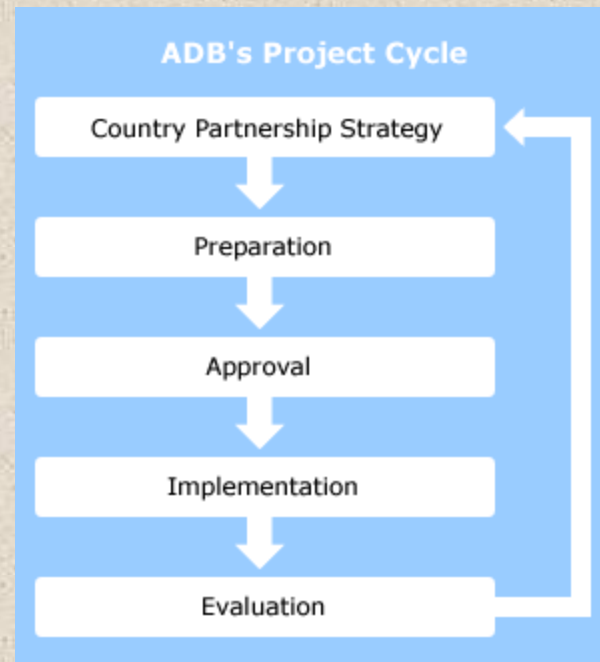 ADB's Project Cycle
Country Partnership Strategy
Preparation
Approval
Implementation
Evaluation